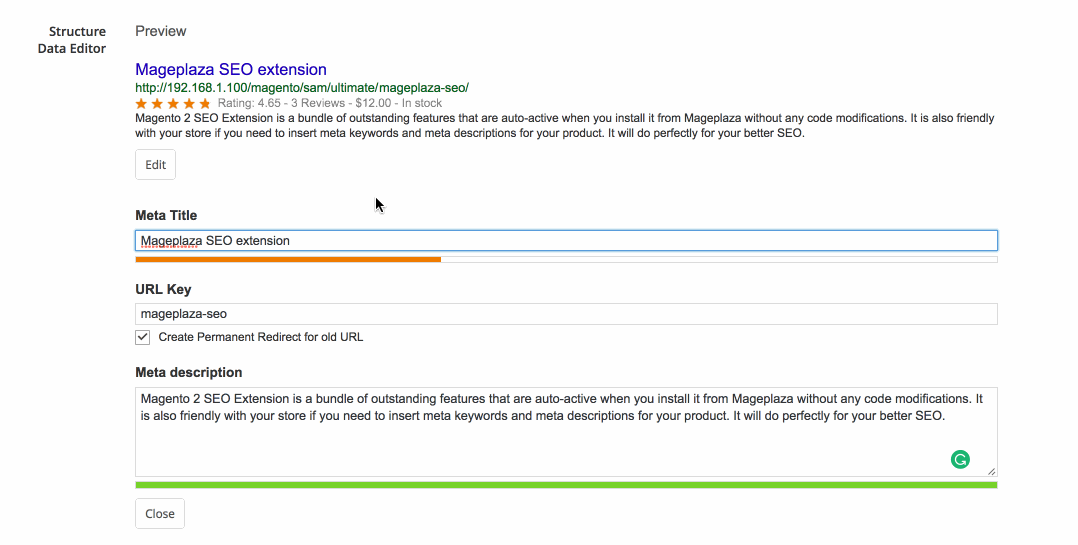 Structure
Data Editor
Preview
Mageplaza SEO extension
http://192.168.1.100/magento/sam/ultimate/mageplaza-seo/
Rating: 4.65 - 3 Reviews - $12.00 - In stock
Magento 2 SEO Extension is a bundle of outstanding features that are auto-active when you install it from Mageplaza without any code modifications. It is also friendly
with your store if you need to insert meta keywords and meta descriptions for your product. It will do perfectly for your better SEO.
Edit
Meta Title
Mageplaza SEO extension
URL Key
mageplaza-seo
Create Permanent Redirect for old URL
Meta description
Magento 2 SEO Extension is a bundle of outstanding features that are auto-active when you install it from Mageplaza without any code modifications. It
is also friendly with your store if you need to insert meta keywords and meta descriptions for your product. It will do perfectly for your better SEO.
Close